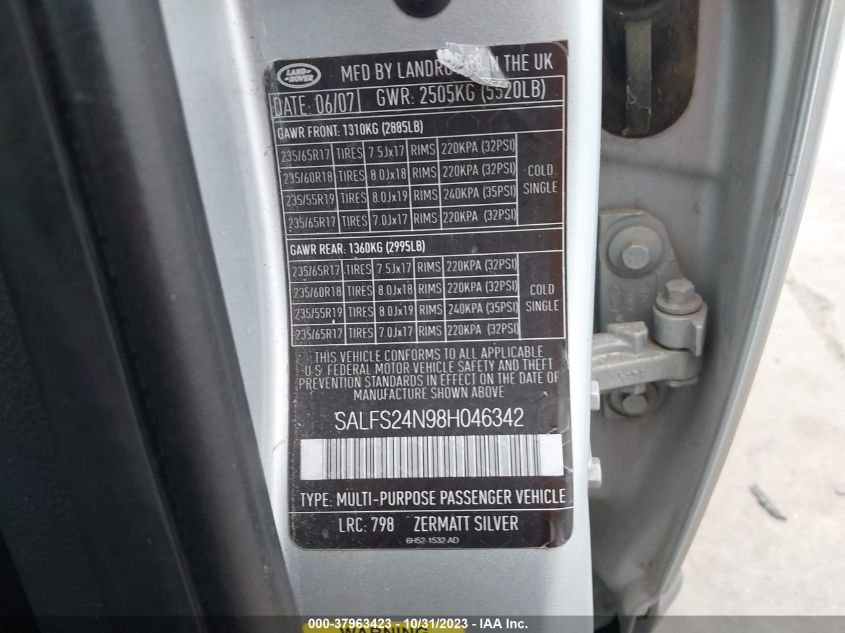 LAND ROVER
MFD BY LANDROVER IN THE UK
DATE: 06/07 GWR: 2505KG (5520LB)
GAWR FRONT: 1310KG (2885LB)
235/65R17 TIRES 7.5Jx17 RIMS 220KPA (32PSI)
235/60R18 TIRES 8.0Jx18 RIMS 220KPA (32PSI)
235/55R19 TIRES 8.0Jx19 RIMS 240KPA (35PSI)
235/65R17 TIRES 7.0Jx17 RIMS 220KPA (32PSI)
COLD
SINGLE
GAWR REAR: 1360KG (2995LB)
235/65R17 TIRES 7.5Jx17 RIMS 220KPA (32PSI)
235/60R18 TIRES 8.0Jx18 RIMS 220KPA (32PSI)
235/55R19 TIRES 8.0Jx19 RIMS 240KPA (35PSI)
235/65R17 TIRES 7.0Jx17 RIMS 220KPA (32PSI)
COLD
SINGLE
THIS VEHICLE CONFORMS TO ALL APPLICABLE
U·S· FEDERAL MOTOR VEHICLE SAFETY AND THEFT
PREVENTION STANDARDS IN EFFECT ON THE DATE OF
MANUFACTURE SHOWN ABOVE
SALFS24N98H046342
TYPE: MULTI-PURPOSE PASSENGER VEHICLE
LRC: 798 ZERMATT SILVER
6H52-1532-AD
WARNING
000-37963423 - 10/31/2023 - IAA Inc.